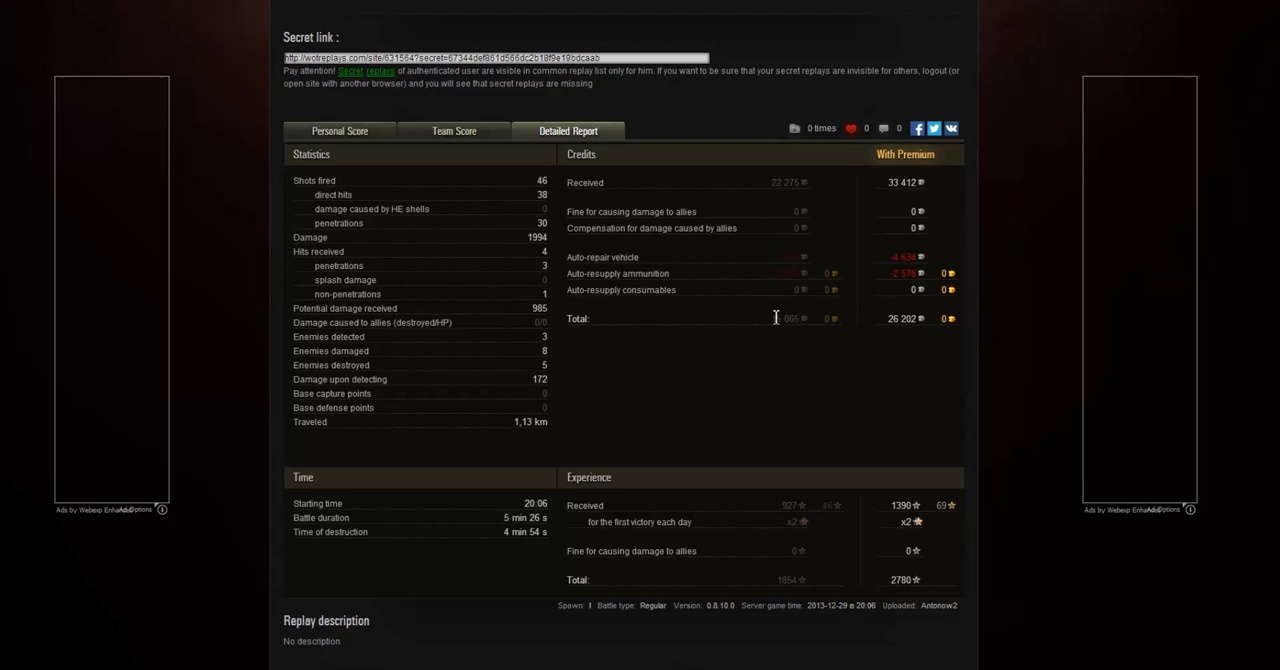 Secret link :
http://wotreplays.com/site/631564?secret=67344def861d566dc2b18f9e19bdcaab
Pay attention! Secret replays of authenticated user are visible in common replay list only for him. If you want to be sure that your secret replays are invisible for others, logout (or
open site with another browser) and you will see that secret replays are missing
Personal Score Team Score Detailed Report 0 times 0 0
Statistics Credits With Premium
Shots fired 46 Received 22 275 33 412
direct hits 38
damage caused by HE shells 0 Fine for causing damage to allies 0 0
penetrations 30 Compensation for damage caused by allies 0 0
Damage 1994
Hits received 4 Auto-repair vehicle -4 634
penetrations 3 Auto-resupply ammunition 0 -2 576 0
splash damage 0 Auto-resupply consumables 0 0 0 0
non-penetrations 1
Potential damage received 985 Total: 065 0 26 202 0
Damage caused to allies (destroyed/HP) 0/0
Enemies detected 3
Enemies damaged 8
Enemies destroyed 5
Damage upon detecting 172
Base capture points 0
Base defense points 0
Traveled 1,13 km
Time Experience
Starting time 20:06 Received 927 46 1390 69
Battle duration 5 min 26 s for the first victory each day x2 x2
Time of destruction 4 min 54 s
Fine for causing damage to allies 0 0
Total: 1854 2780
Spawn: I Battle type: Regular Version: 0.8.10.0 Server game time: 2013-12-29 в 20:06 Uploaded: Antonow2
Replay description
No description
Ads by Webexp
Ads by Webexp